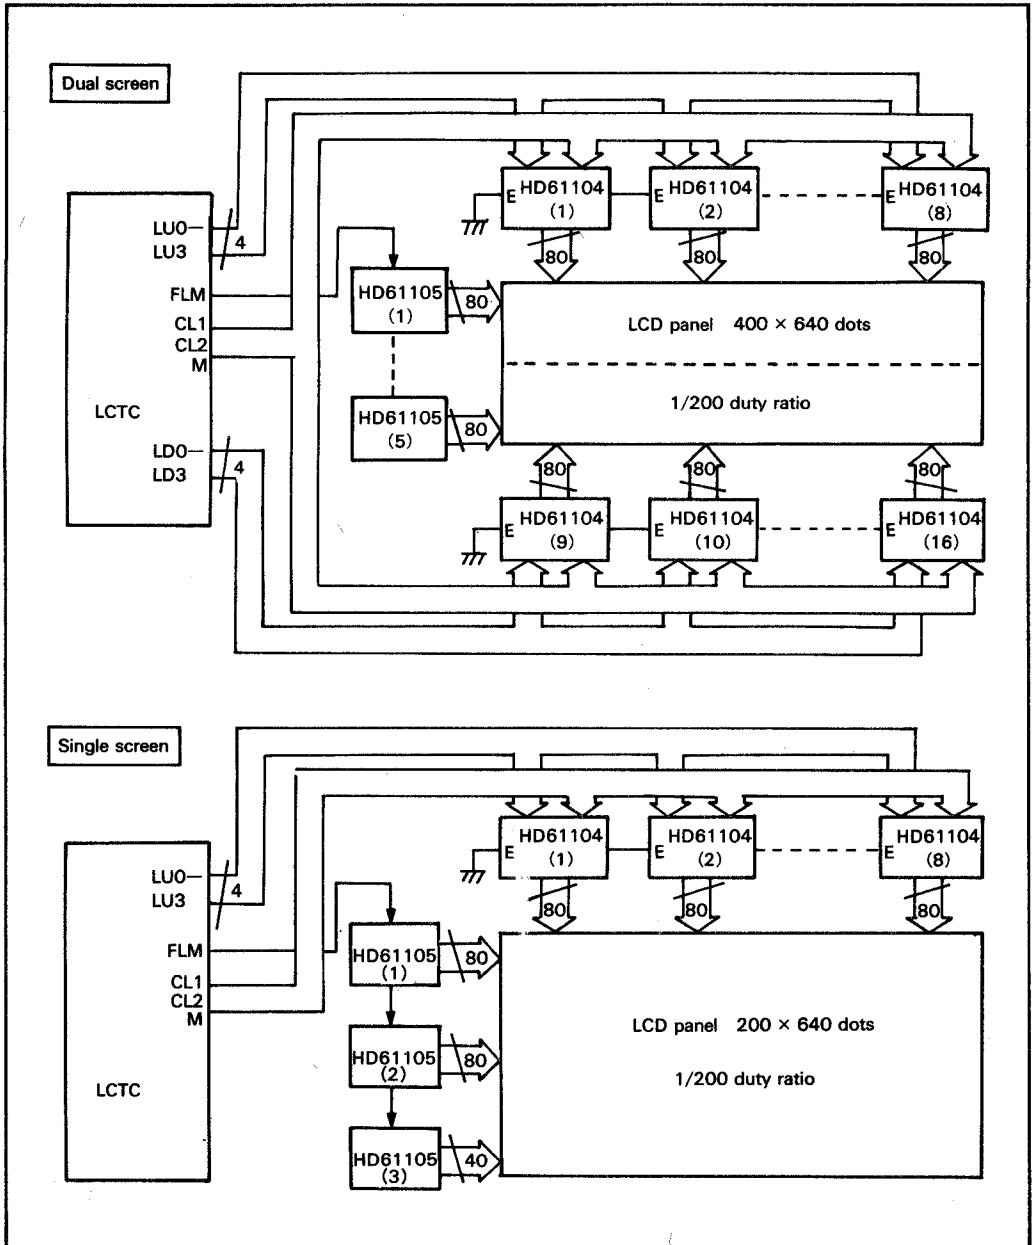 Dual screen
LU0—
4
LU3
FLM
CL1
CL2
M
LCTC
LD0—
4
LD3
E HD61104
(1)
E HD61104
(2)
E HD61104
(8)
80
80
80
HD61105
(1)
80
LCD panel 400 × 640 dots
1/200 duty ratio
HD61105
(5)
80
80
80
80
E HD61104
(9)
E HD61104
(10)
E HD61104
(16)
Single screen
LU0—
4
LU3
FLM
CL1
CL2
M
LCTC
E HD61104
(1)
E HD61104
(2)
E HD61104
(8)
80
80
80
HD61105
(1)
80
HD61105
(2)
80
HD61105
(3)
40
LCD panel 200 × 640 dots
1/200 duty ratio